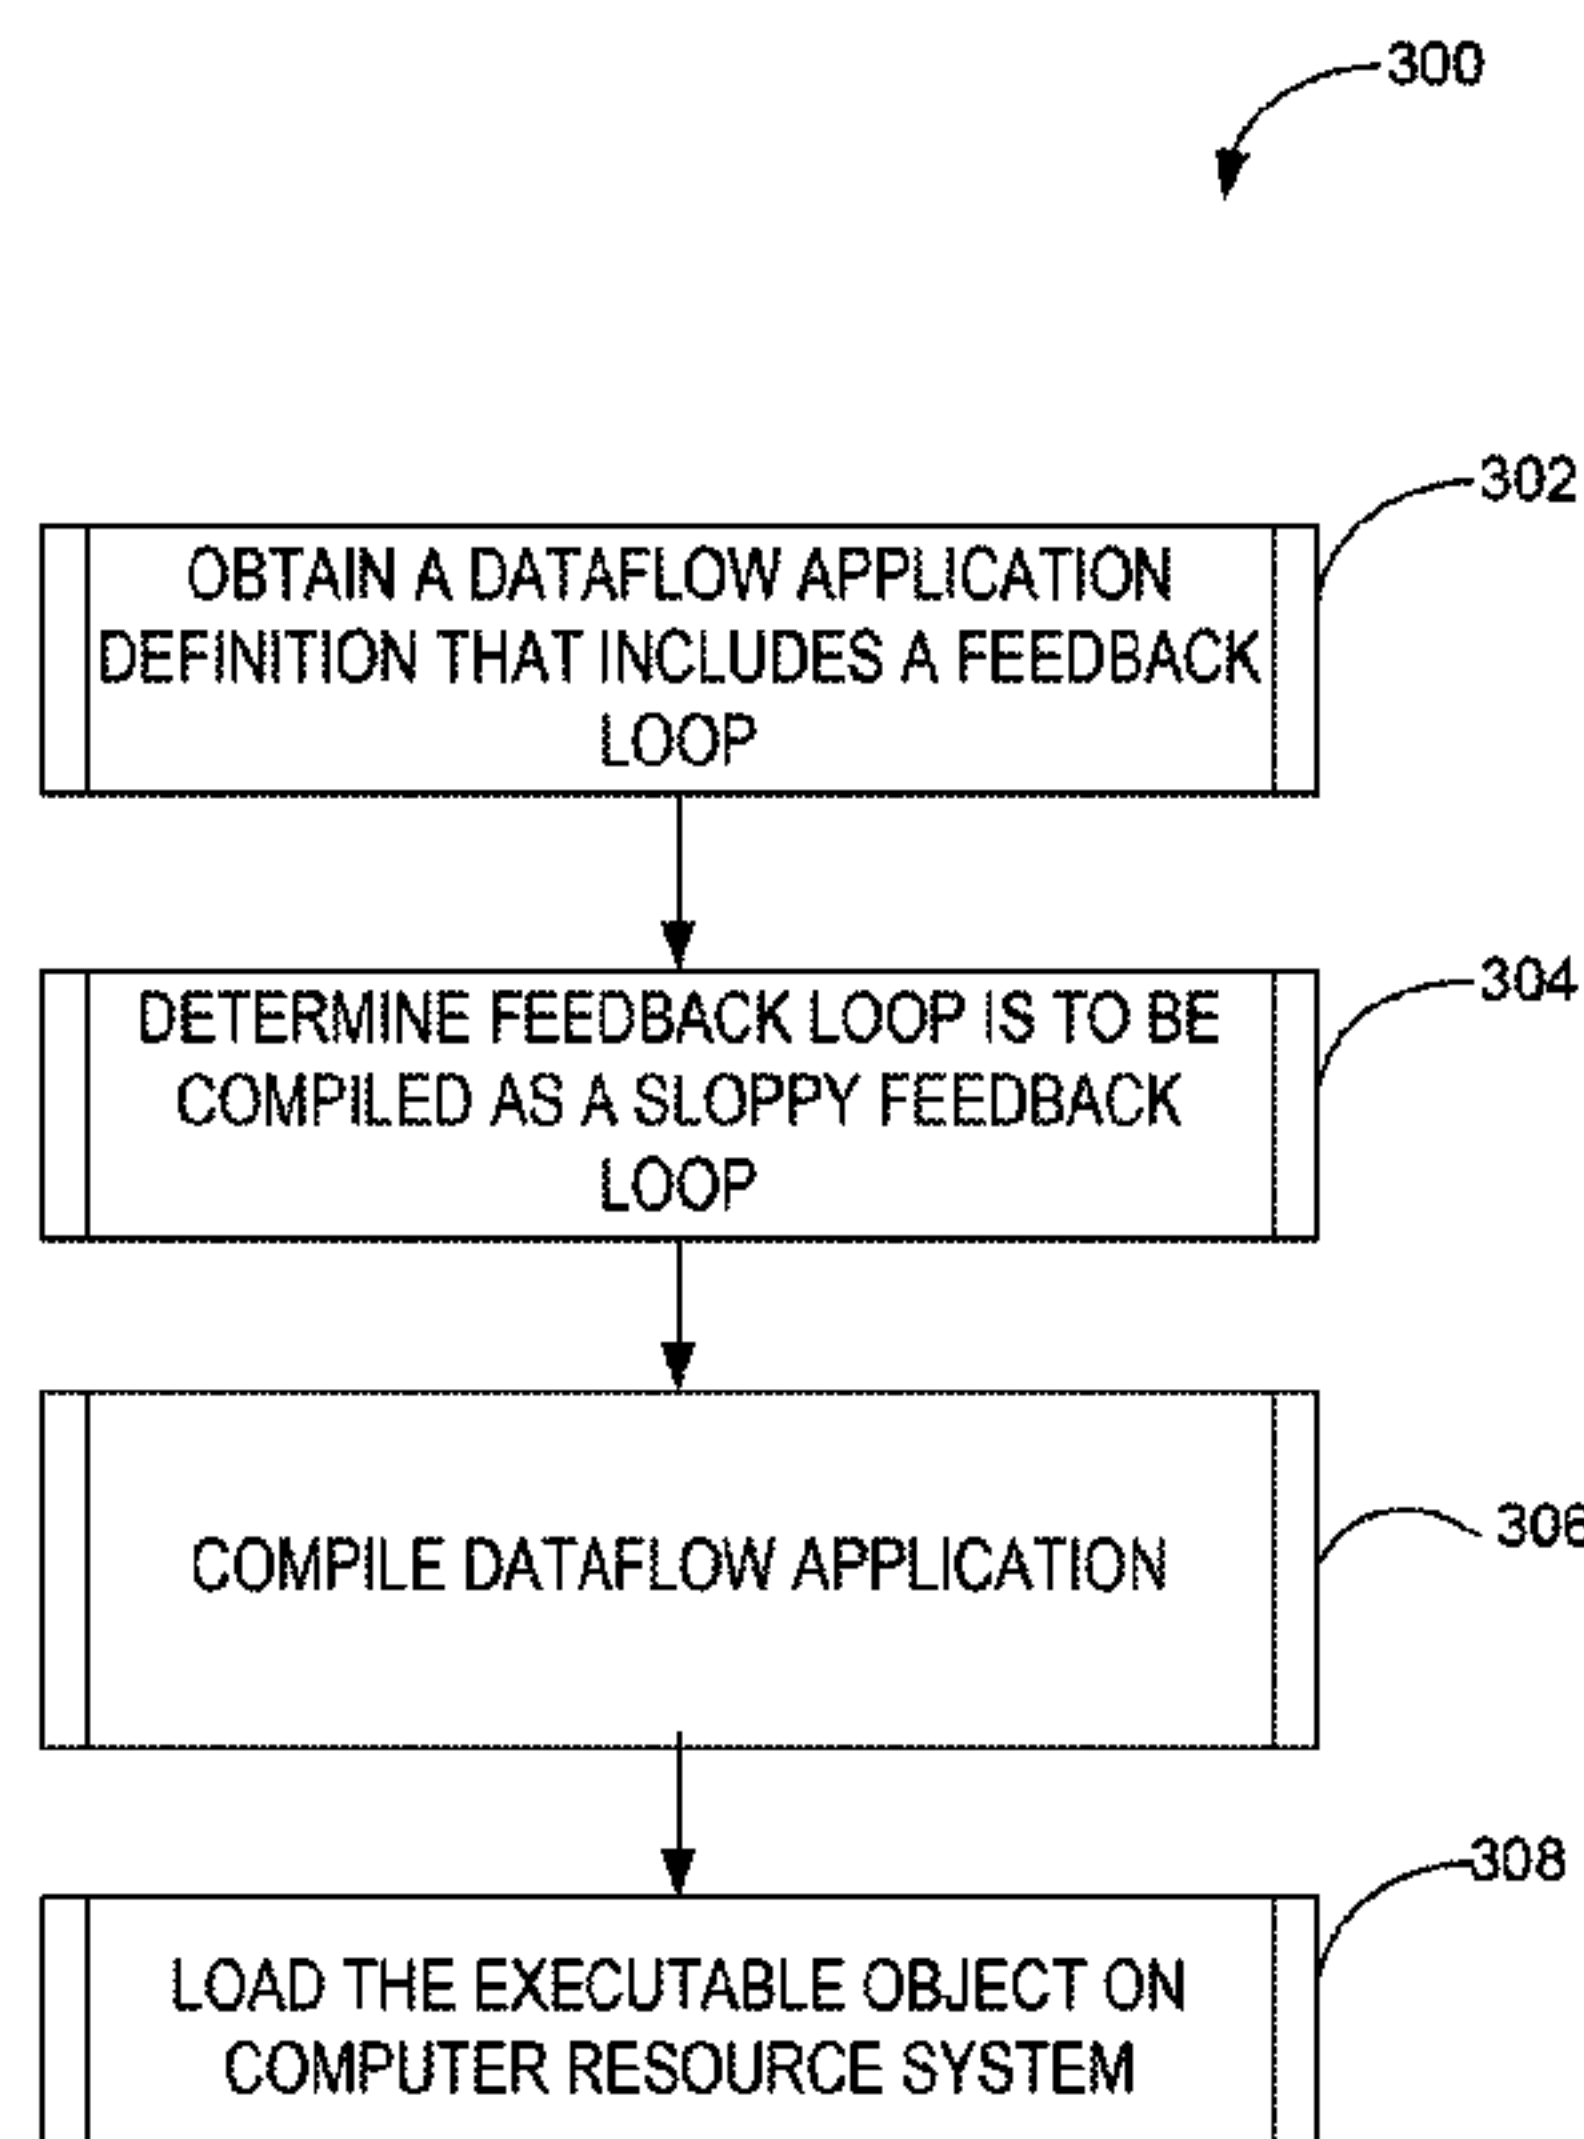 300
302
OBTAIN A DATAFLOW APPLICATION
DEFINITION THAT INCLUDES A FEEDBACK
LOOP
304
DETERMINE FEEDBACK LOOP IS TO BE
COMPILED AS A SLOPPY FEEDBACK
LOOP
306
COMPILE DATAFLOW APPLICATION
308
LOAD THE EXECUTABLE OBJECT ON
COMPUTER RESOURCE SYSTEM